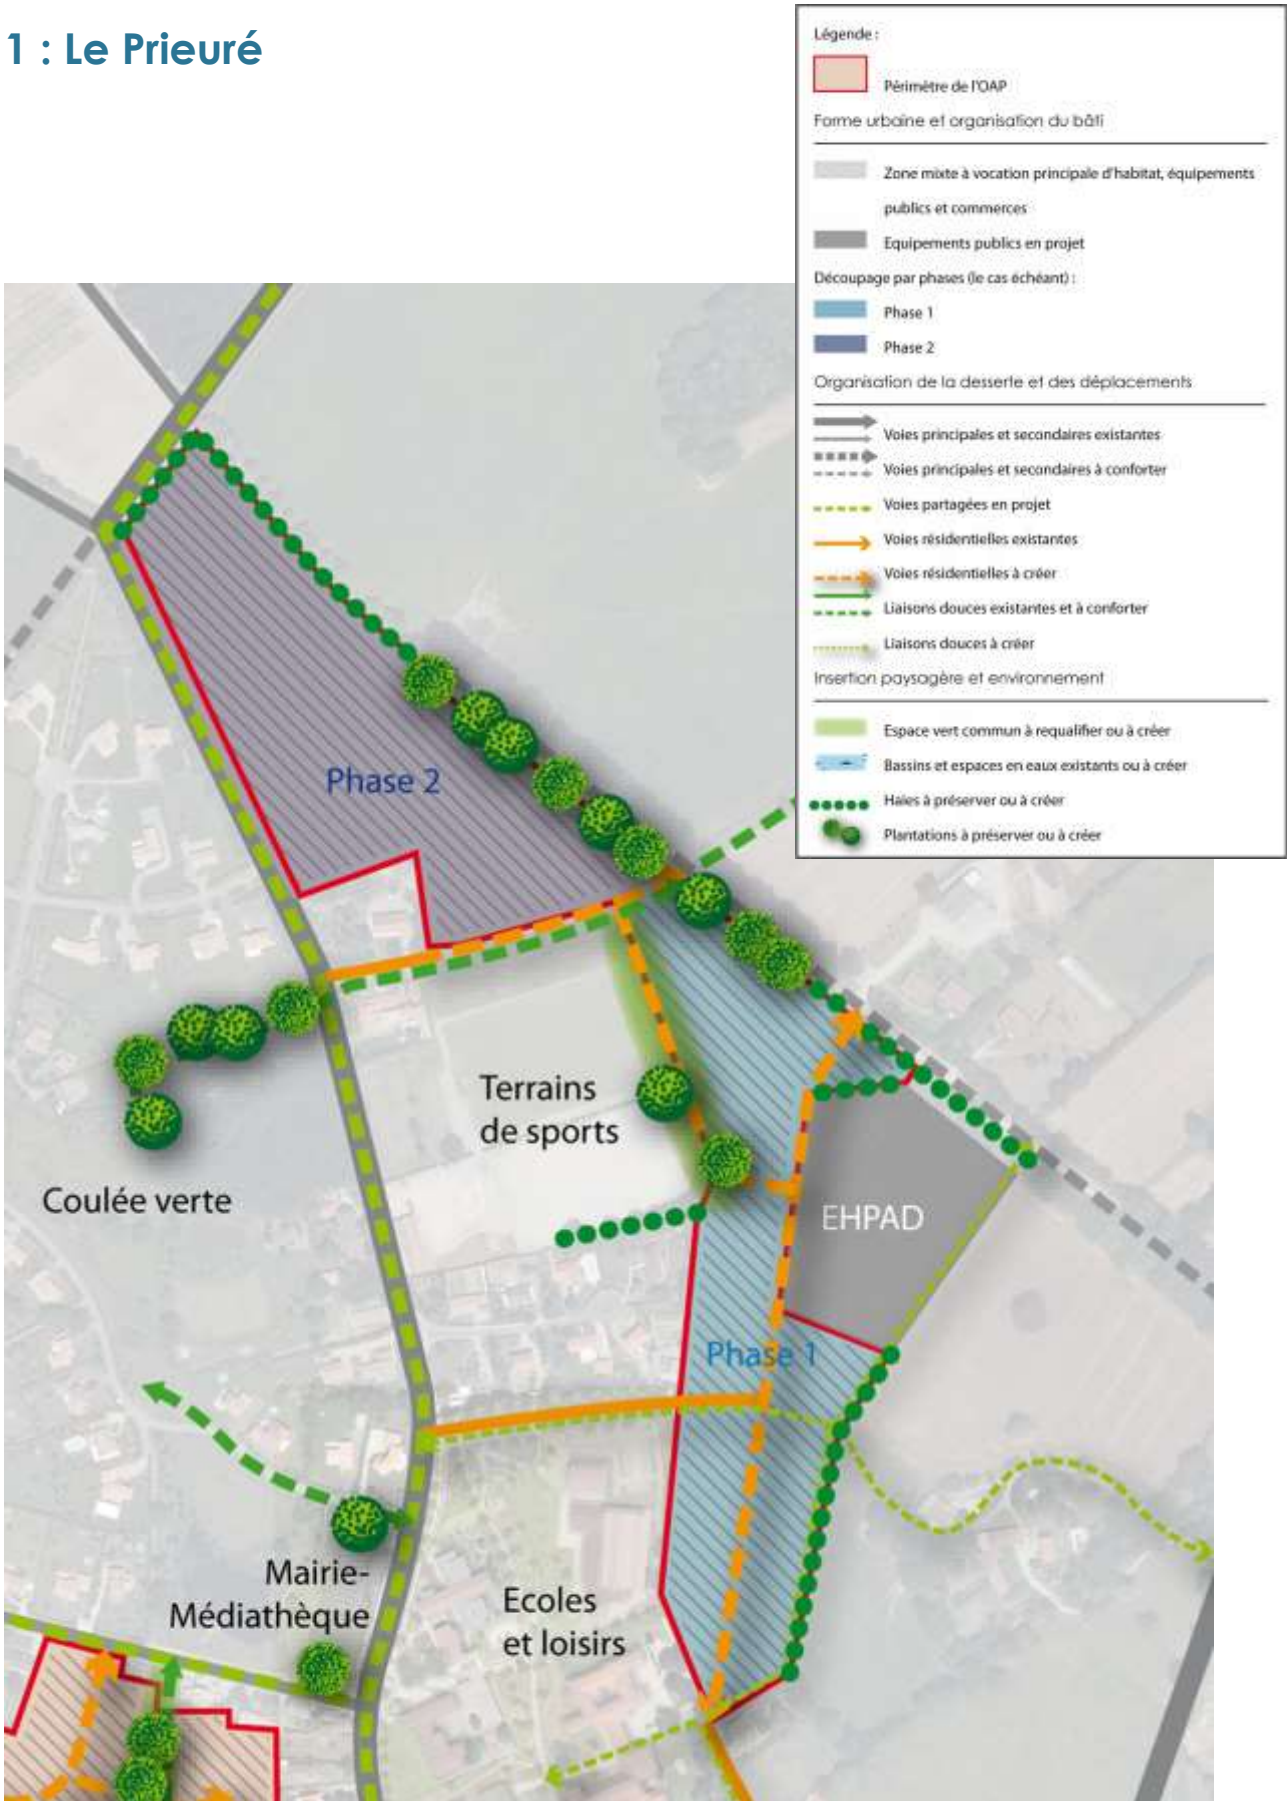 1 : Le Prieuré
Légende :
Périmètre de l'OAP
Forme urbaine et organisation du bâti
Zone mixte à vocation principale d'habitat, équipements
publics et commerces
Equipements publics en projet
Découpage par phases (le cas échéant) :
Phase 1
Phase 2
Organisation de la desserte et des déplacements
Voies principales et secondaires existantes
Voies principales et secondaires à conforter
Voies partagées en projet
Voies résidentielles existantes
Voies résidentielles à créer
Liaisons douces existantes et à conforter
Liaisons douces à créer
Insertion paysagère et environnement
Espace vert commun à requalifier ou à créer
Bassins et espaces en eaux existants ou à créer
Haies à préserver ou à créer
Plantations à préserver ou à créer
Phase 2
Terrains
de sports
Coulée verte
EHPAD
Phase 1
Mairie-
Médiathèque
Ecoles
et loisirs